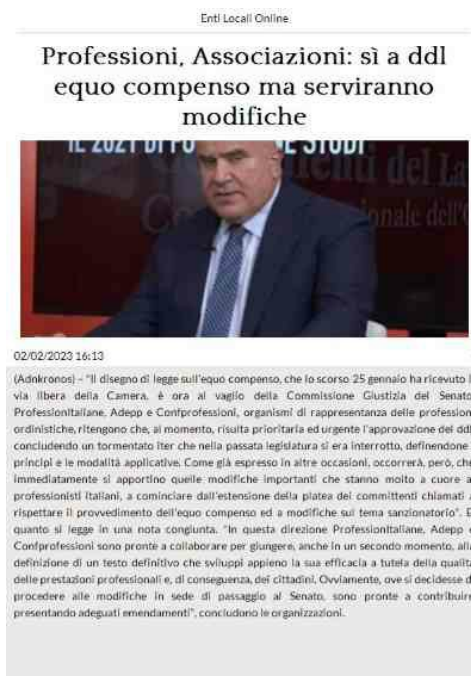 Enti Locali Online
Professioni, Associazioni: sì a ddl
equo compenso ma serviranno
modifiche
IL 2021 DI FO
E STUDI
enti del La
Co
onale dell'
02/02/2023 16:13
(Adnkronos) – "Il disegno di legge sull'equo compenso, che lo scorso 25 gennaio ha ricevuto i
via libera della Camera, è ora al vaglio della Commissione Giustizia del Senato
ProfessionItaliane, Adepp e Confprofessioni, organismi di rappresentanza delle profession
ordinistiche, ritengono che, al momento, risulta prioritaria ed urgente l'approvazione del ddl
concludendo un tormentato iter che nella passata legislatura si era interrotto, definendone
principi e le modalità applicative. Come già espresso in altre occasioni, occorrerà, però, che
immediatamente si apportino quelle modifiche importanti che stanno molto a cuore a
professionisti italiani, a cominciare dall'estensione della platea dei committenti chiamati a
rispettare il provvedimento dell'equo compenso ed a modifiche sul tema sanzionatorio". E
quanto si legge in una nota congiunta. "In questa direzione ProfessionItaliane, Adepp e
Confprofessioni sono pronte a collaborare per giungere, anche in un secondo momento, alla
definizione di un testo definitivo che sviluppi appieno la sua efficacia a tutela della qualità
delle prestazioni professionali e, di conseguenza, dei cittadini. Ovviamente, ove si decidesse d
procedere alle modifiche in sede di passaggio al Senato, sono pronte a contribuire
presentando adeguati emendamenti", concludono le organizzazioni.